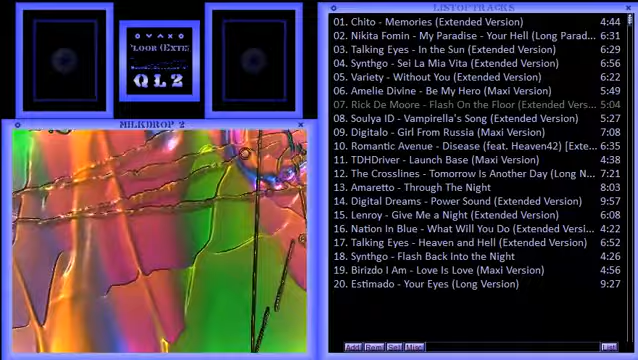 LISTOFTRACKS
LOOR (EXTE
QL2
MILKDROP 2
01. Chito - Memories (Extended Version) 4:44
02. Nikita Fomin - My Paradise - Your Hell (Long Parad... 6:31
03. Talking Eyes - In the Sun (Extended Version) 6:29
04. Synthgo - Sei La Mia Vita (Extended Version) 6:56
05. Variety - Without You (Extended Version) 6:22
06. Amelie Divine - Be My Hero (Maxi Version) 5:49
07. Rick De Moore - Flash On the Floor (Extended Vers... 5:04
08. Soulya ID - Vampirella's Song (Extended Version) 5:27
09. Digitalo - Girl From Russia (Maxi Version) 7:08
10. Romantic Avenue - Disease (feat. Heaven42) [Exte... 6:35
11. TDHDriver - Launch Base (Maxi Version) 4:38
12. The Crosslines - Tomorrow Is Another Day (Long N... 7:21
13. Amaretto - Through The Night 8:03
14. Digital Dreams - Power Sound (Extended Version) 9:57
15. Lenroy - Give Me a Night (Extended Version) 6:08
16. Nation In Blue - What Will You Do (Extended Versi... 4:22
17. Talking Eyes - Heaven and Hell (Extended Version) 6:52
18. Synthgo - Flash Back Into the Night 4:26
19. Birizdo I Am - Love Is Love (Maxi Version) 4:56
20. Estimado - Your Eyes (Long Version) 9:27
Add Rem Sel Misc List